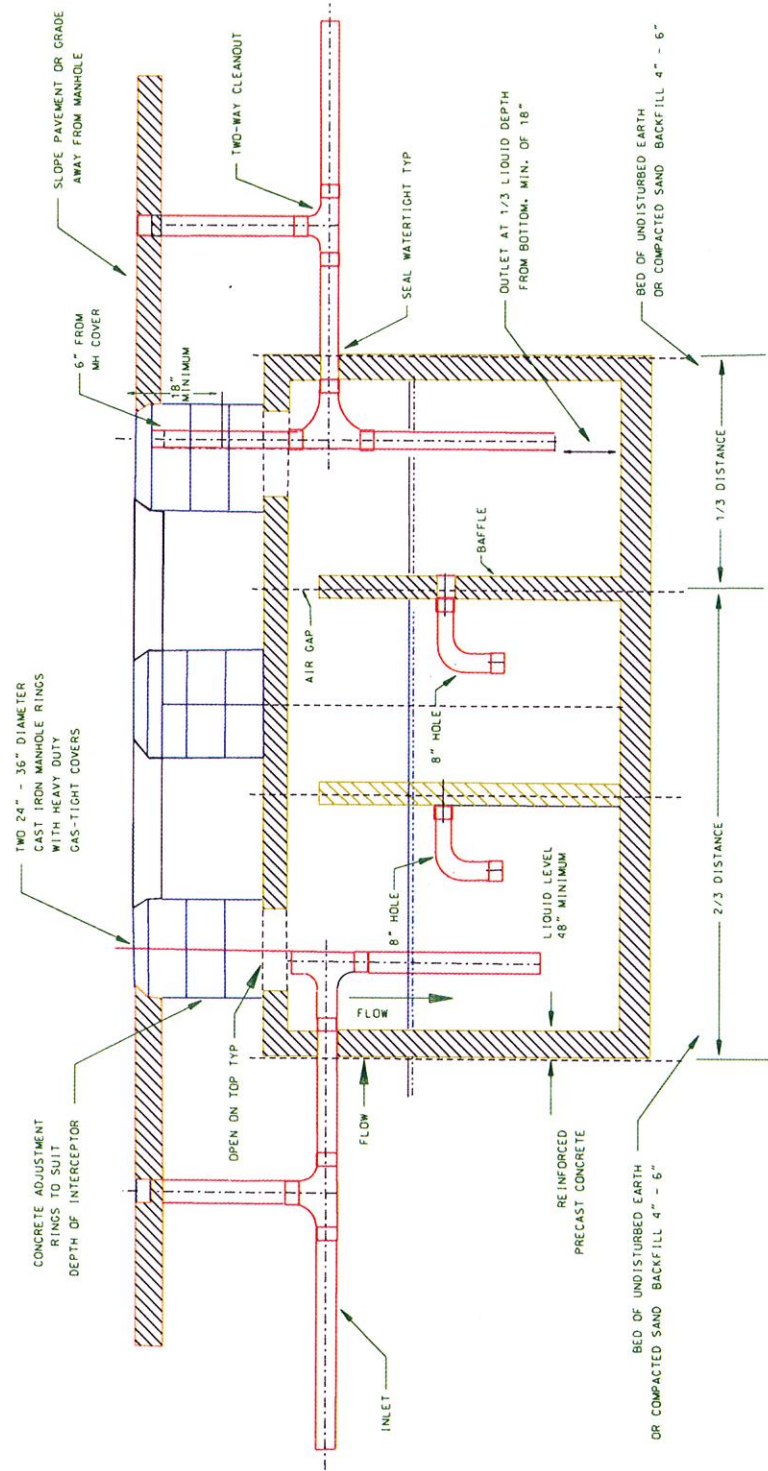 SLOPE PAVEMENT OR GRADE
AWAY FROM MANHOLE
TWO-WAY CLEANOUT
6" FROM
MH COVER
18"
MINIMUM
SEAL WATERTIGHT TYP
OUTLET AT 1/3 LIQUID DEPTH
FROM BOTTOM. MIN. OF 18"
BED OF UNDISTURBED EARTH
OR COMPACTED SAND BACKFILL 4" - 6"
TWO 24" - 36" DIAMETER
CAST IRON MANHOLE RINGS
WITH HEAVY DUTY
GAS-TIGHT COVERS
AIR GAP
BAFFLE
8" HOLE
8" HOLE
1/3 DISTANCE
2/3 DISTANCE
LIQUID LEVEL
48" MINIMUM
CONCRETE ADJUSTMENT
RINGS TO SUIT
DEPTH OF INTERCEPTOR
OPEN ON TOP TYP
FLOW
FLOW
REINFORCED
PRECAST CONCRETE
INLET
BED OF UNDISTURBED EARTH
OR COMPACTED SAND BACKFILL 4" - 6"